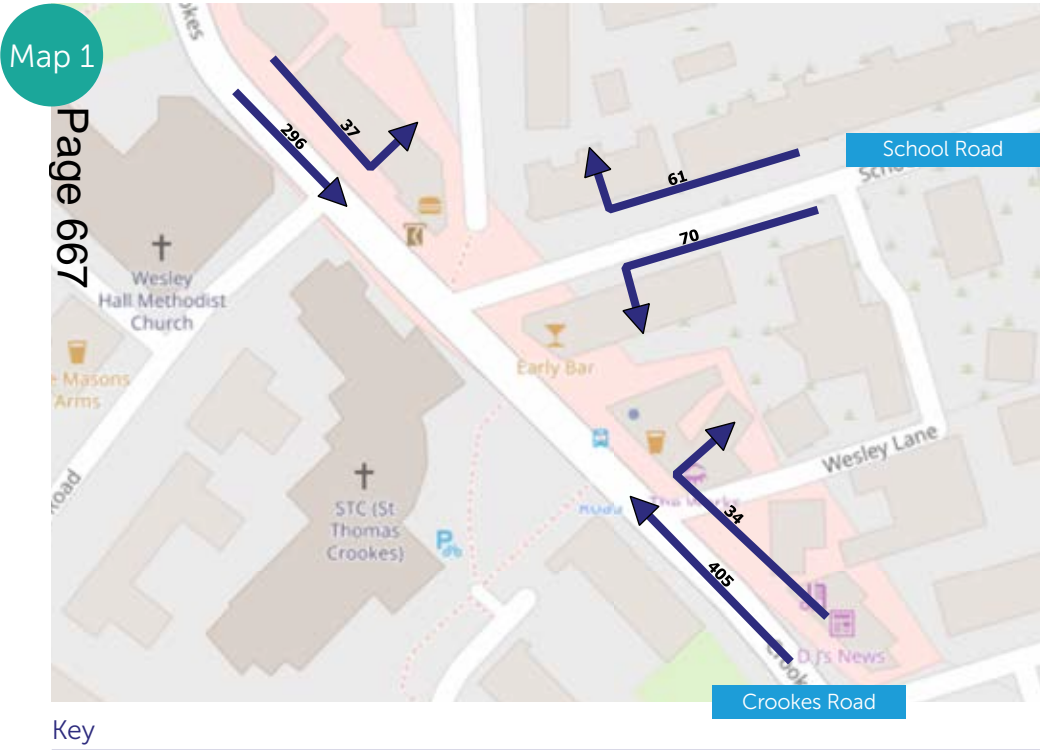 Map 1
Page 667
37
296
School Road
61
70
Wesley
Hall Methodist
Church
Masons
Arms
Early Bar
Wesley Lane
STC (St
Thomas
Crookes)
P
34
405
D J's News
Crookes Road
Key